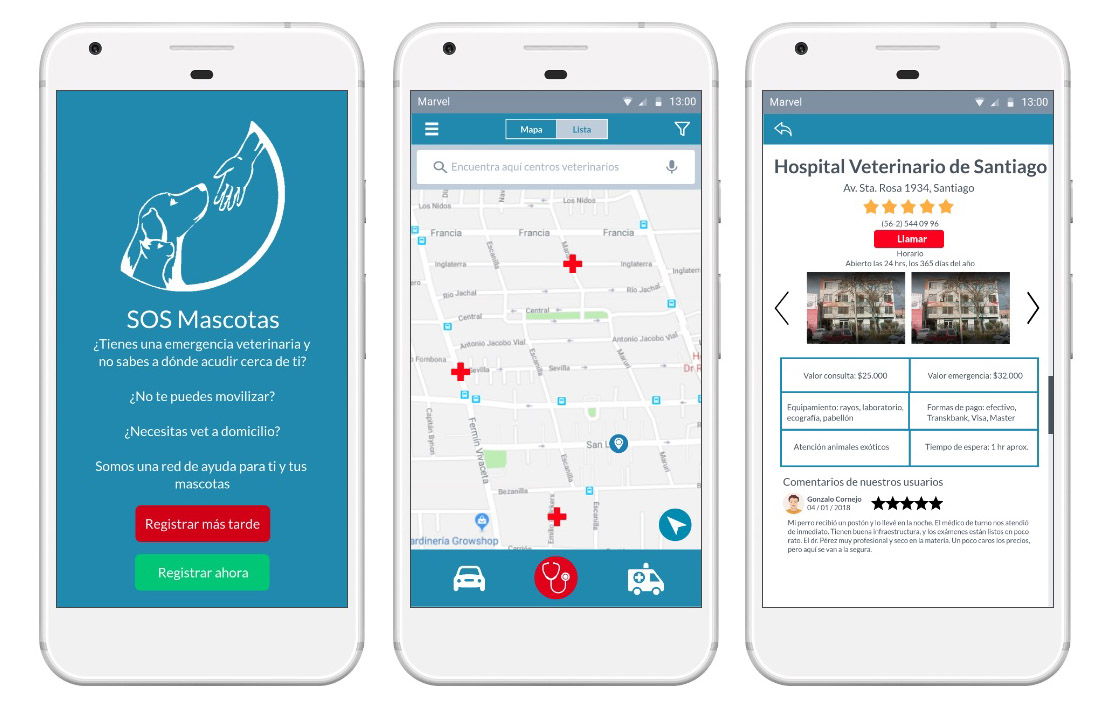 SOS Mascotas
¿Tienes una emergencia veterinaria y
no sabes a dónde acudir cerca de ti?
¿No te puedes movilizar?
¿Necesitas vet a domicilio?
Somos una red de ayuda para ti y tus
mascotas
Registrar más tarde
Registrar ahora
Marvel 13:00
Mapa Lista
Encuentra aquí centros veterinarios
Los Nidos
Los Nidos
Francia Francia Francia
Escanilla
Inglaterra Inglaterra
Río Jachal Río Jachal
Central Central
Antonio Jacobo Vial Antonio Jacobo Vial
Escanilla
Maruri
Fombona
Sevilla Sevilla
Dr R
Capitán Bynon
Fermín Vivaceta
Escanilla
Maruri
San L
Bezanilla Bezanilla
ardinería Growshop
Carrión
Marvel 13:00
Hospital Veterinario de Santiago
Av. Sta. Rosa 1934, Santiago
(56-2) 544 09 96
Llamar
Horario
Abierto las 24 hrs, los 365 días del año
Valor consulta: $25.000 Valor emergencia: $32.000
Equipamiento: rayos, laboratorio, Formas de pago: efectivo,
ecografía, pabellón Transkbank, Visa, Master
Atención animales exóticos Tiempo de espera: 1 hr aprox.
Comentarios de nuestros usuarios
Gonzalo Cornejo
04 / 01 / 2018
Mi perro recibió un postón y lo llevé en la noche. El médico de turno nos atendió
de inmediato. Tienen buena infraestructura, y los exámenes están listos en poco
rato. El dr. Pérez muy profesional y seco en la materia. Un poco caros los precios,
pero aquí se van a la segura.